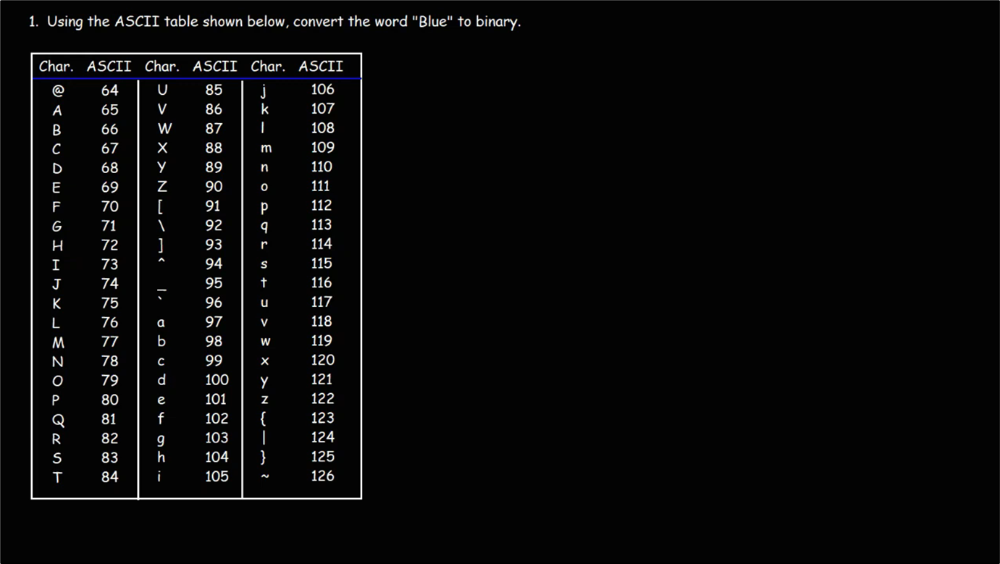 1. Using the ASCII table shown below, convert the word "Blue" to binary.
Char. ASCII Char. ASCII Char. ASCII
@ 64 U 85 j 106
A 65 V 86 k 107
B 66 W 87 l 108
C 67 X 88 m 109
D 68 Y 89 n 110
E 69 Z 90 o 111
F 70 [ 91 p 112
G 71 \ 92 q 113
H 72 ] 93 r 114
I 73 ^ 94 s 115
J 74 _ 95 t 116
K 75 ` 96 u 117
L 76 a 97 v 118
M 77 b 98 w 119
N 78 c 99 x 120
O 79 d 100 y 121
P 80 e 101 z 122
Q 81 f 102 { 123
R 82 g 103 | 124
S 83 h 104 } 125
T 84 i 105 ~ 126